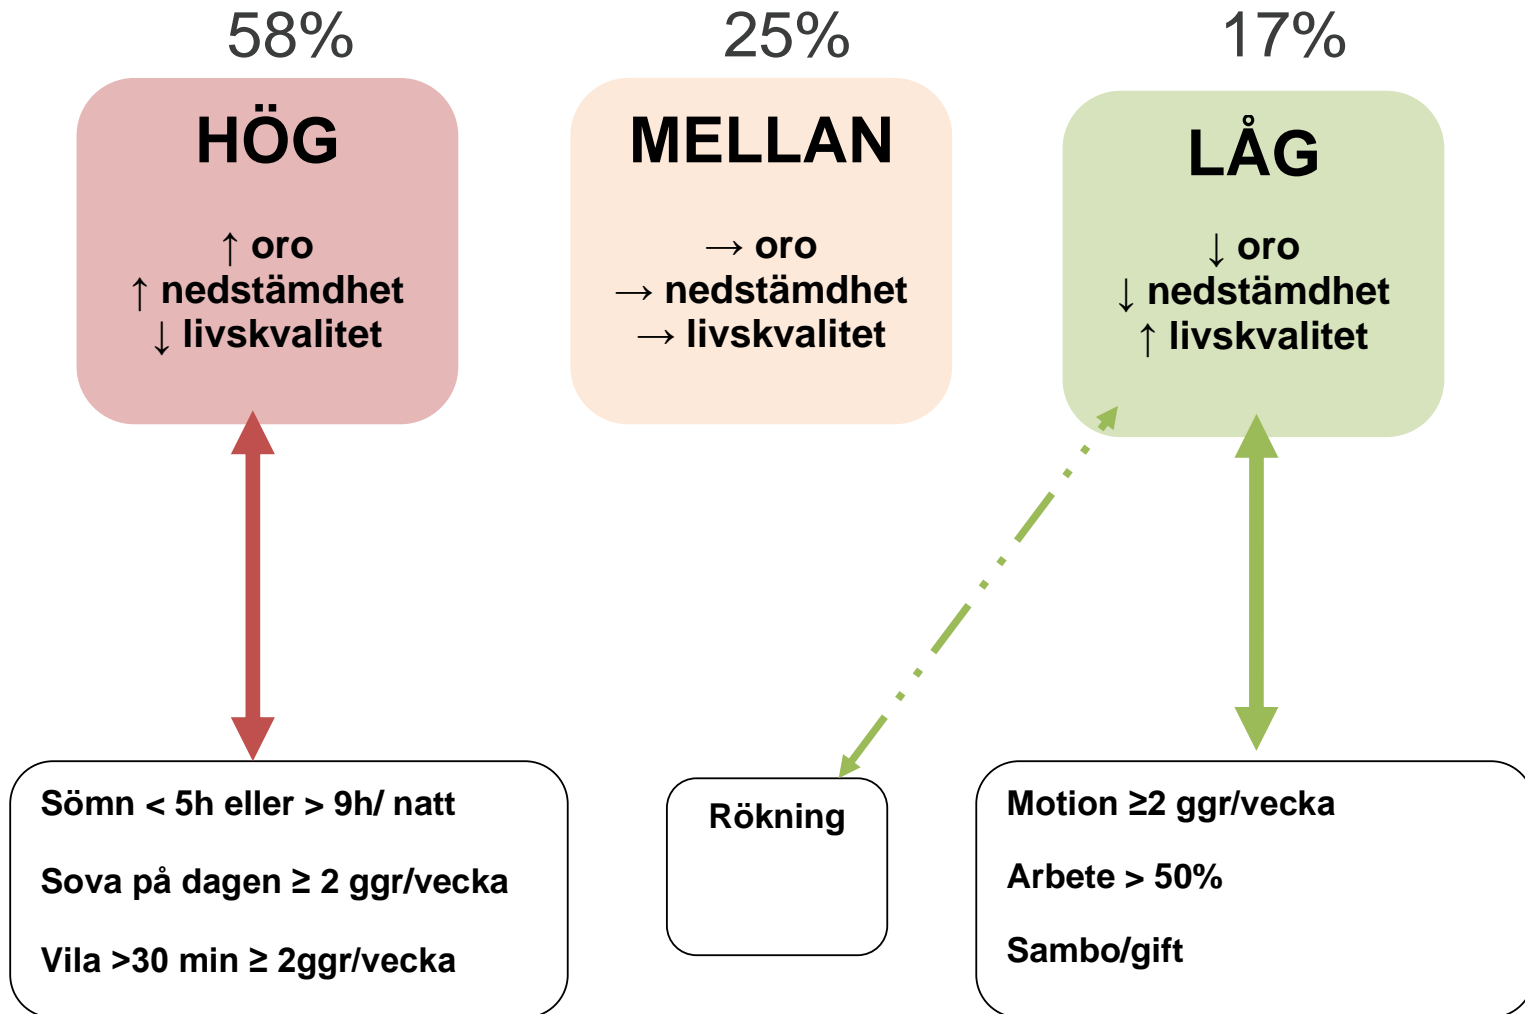 58%
HÖG
↑ oro
↑ nedstämdhet
↓ livskvalitet
25%
MELLAN
→ oro
→ nedstämdhet
→ livskvalitet
17%
LÅG
↓ oro
↓ nedstämdhet
↑ livskvalitet
Sömn < 5h eller > 9h/ natt
Sova på dagen ≥ 2 ggr/vecka
Vila >30 min ≥ 2ggr/vecka
Rökning
Motion ≥2 ggr/vecka
Arbete > 50%
Sambo/gift